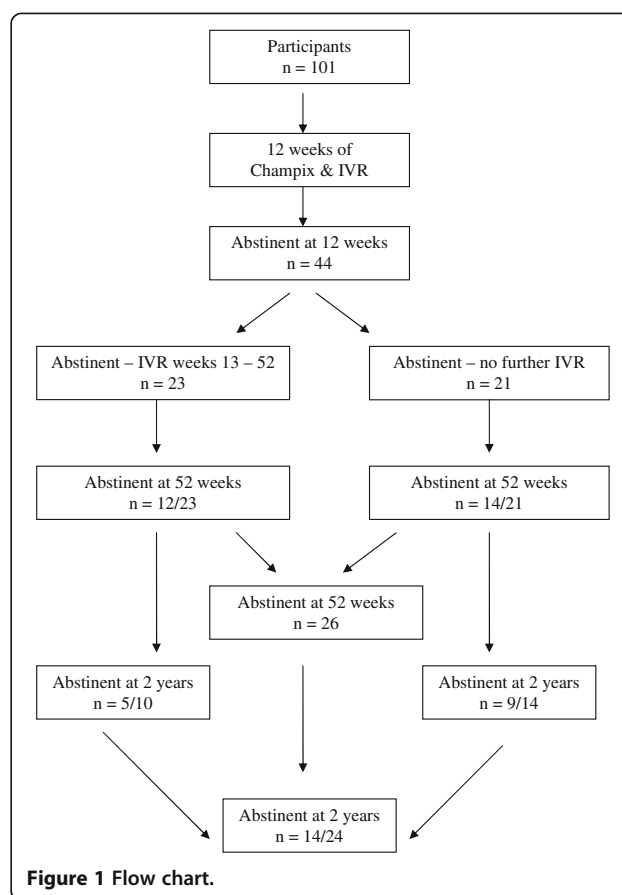 Participants
n = 101
12 weeks of
Champix & IVR
Abstinent at 12 weeks
n = 44
Abstinent – IVR weeks 13 – 52
n = 23
Abstinent – no further IVR
n = 21
Abstinent at 52 weeks
n = 12/23
Abstinent at 52 weeks
n = 14/21
Abstinent at 52 weeks
n = 26
Abstinent at 2 years
n = 5/10
Abstinent at 2 years
n = 9/14
Abstinent at 2 years
n = 14/24
Figure 1 Flow chart.